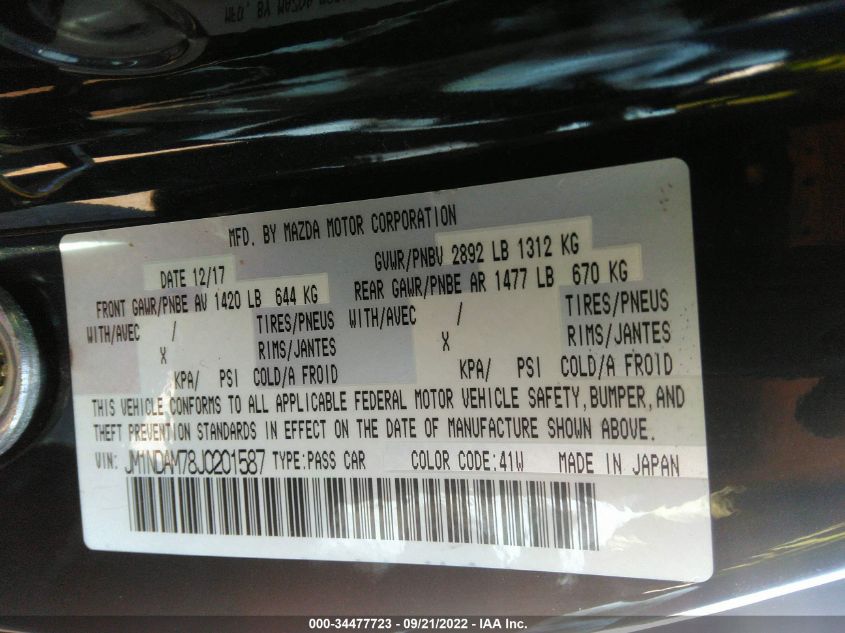 MFD. BY MAZDA MOTOR CORPORATION
DATE 12/17 GVWR/PNBV 2892 LB 1312 KG
FRONT GAWR/PNBE AV 1420 LB 644 KG REAR GAWR/PNBE AR 1477 LB 670 KG
WITH/AVEC / TIRES/PNEUS WITH/AVEC / TIRES/PNEUS
X RIMS/JANTES X RIMS/JANTES
KPA/ PSI COLD/A FROID KPA/ PSI COLD/A FROID
THIS VEHICLE CONFORMS TO ALL APPLICABLE FEDERAL MOTOR VEHICLE SAFETY, BUMPER, AND
THEFT PREVENTION STANDARDS IN EFFECT ON THE DATE OF MANUFACTURE SHOWN ABOVE.
VIN: JM1NDAM78J0201587 TYPE:PASS CAR COLOR CODE:41W MADE IN JAPAN
000-34477723 - 09/21/2022 - IAA Inc.